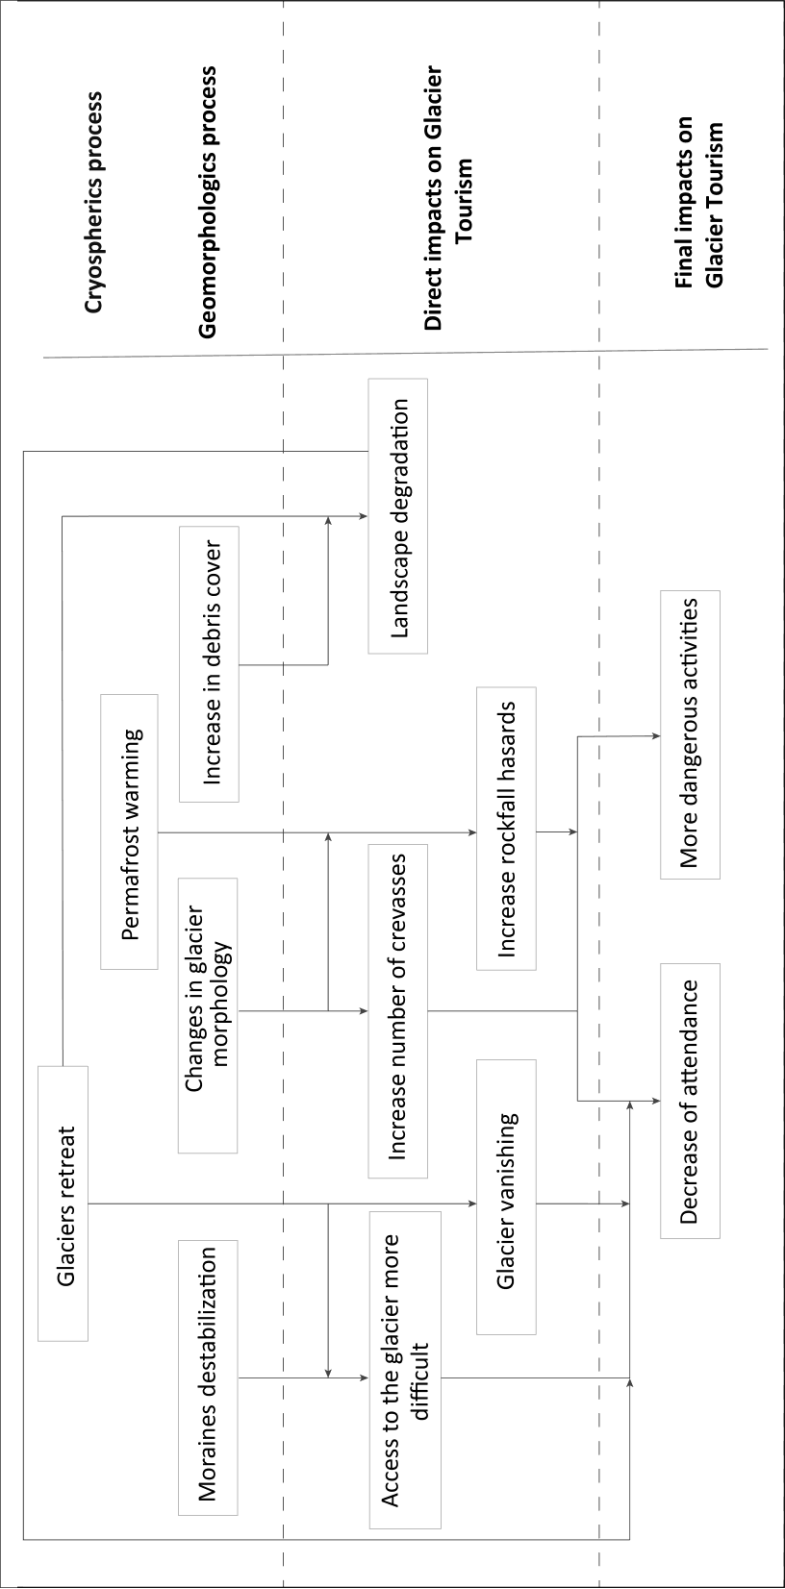 Cryospherics process
Geomorphologics process
Direct impacts on Glacier
Tourism
Final impacts on
Glacier Tourism
Glaciers retreat
Permafrost warming
Moraines destabilization
Changes in glacier
morphology
Increase in debris cover
Access to the glacier more
difficult
Increase number of crevasses
Landscape degradation
Glacier vanishing
Increase rockfall hasards
Decrease of attendance
More dangerous activities